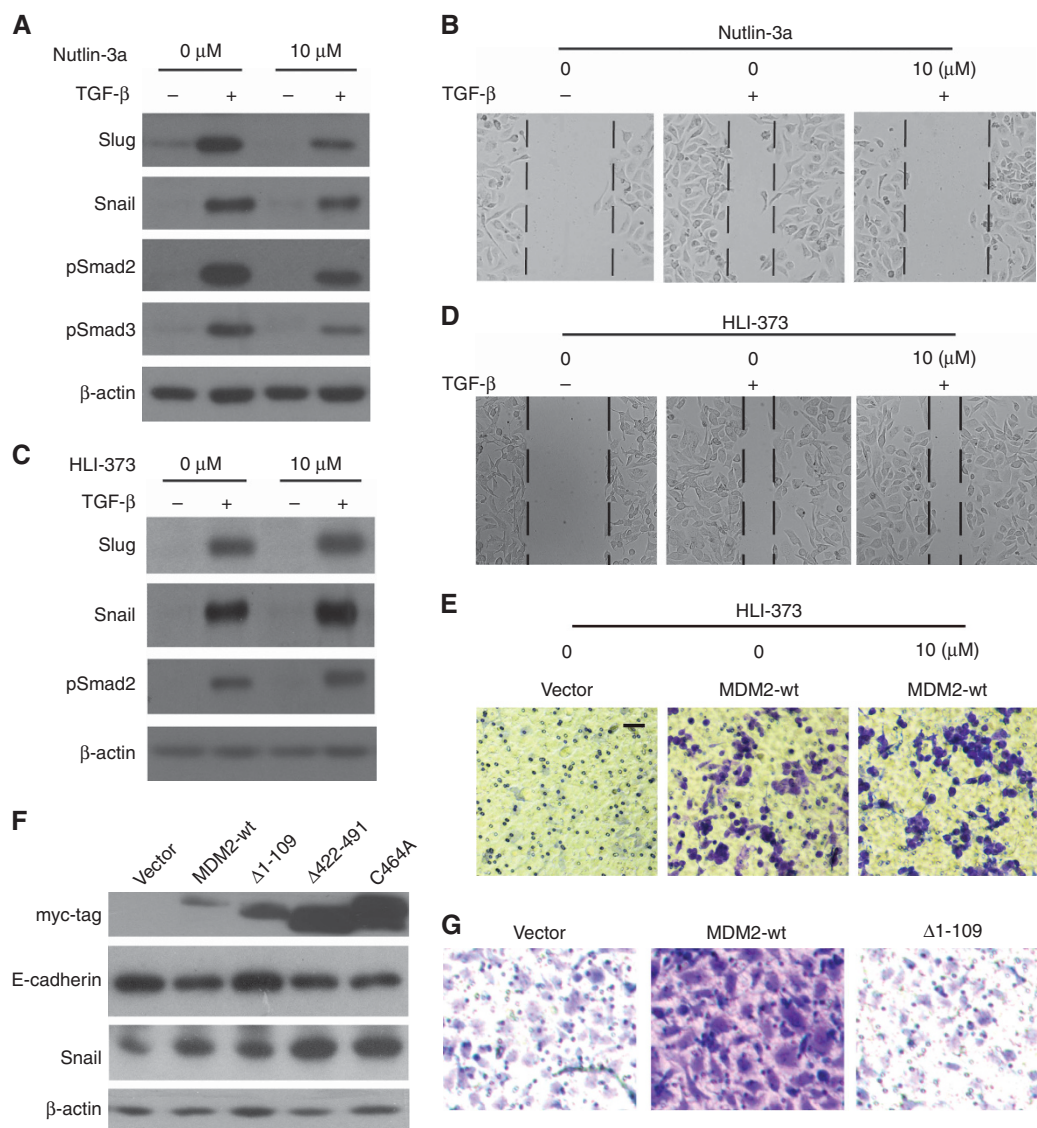 A
Nutlin-3a
0 μM
10 μM
TGF-β
– + – +
Slug
Snail
pSmad2
pSmad3
β-actin
B
Nutlin-3a
0 0 10 (μM)
TGF-β – + +
C
HLI-373
0 μM
10 μM
TGF-β
– + – +
Slug
Snail
pSmad2
β-actin
D
HLI-373
0 0 10 (μM)
TGF-β – + +
E
HLI-373
0 0 10 (μM)
Vector MDM2-wt MDM2-wt
F
Vector
MDM2-wt
Δ1-109
Δ422-491
C464A
myc-tag
E-cadherin
Snail
β-actin
G
Vector MDM2-wt Δ1-109